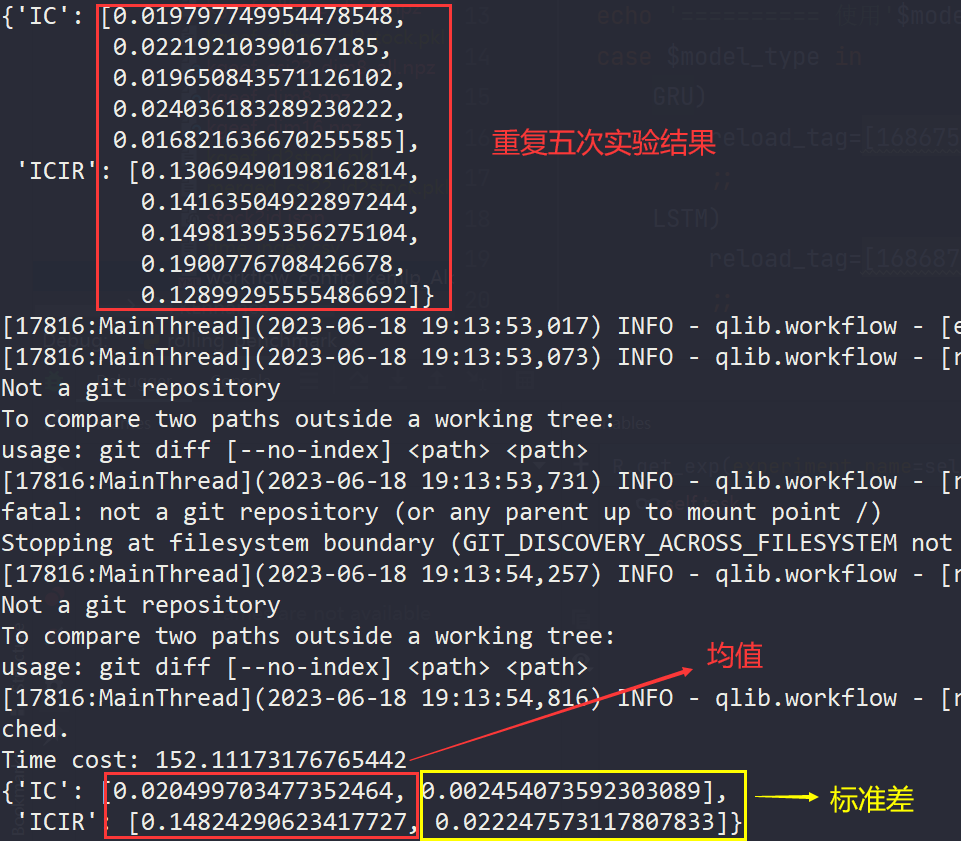 {'IC': [0.019797749954478548,
0.02219210390167185,
0.019650843571126102,
0.024036183289230222,
0.016821636670255585],
'ICIR': [0.13069490198162814,
0.14163504922897244,
0.14981395356275104,
0.1900776708426678,
0.12899295555486692]}
重复五次实验结果
echo
$mode
case $model_type in
GRU)
reload_tag=[16867
;;
LSTM)
reload_tag=[168687
;;
[17816:MainThread](2023-06-18 19:13:53,017) INFO - qlib.workflow - [e
[17816:MainThread](2023-06-18 19:13:53,073) INFO - qlib.workflow - [r
Not a git repository
To compare two paths outside a working tree:
usage: git diff [--no-index] <path> <path>
[17816:MainThread](2023-06-18 19:13:53,731) INFO - qlib.workflow - [r
fatal: not a git repository (or any parent up to mount point /)
Stopping at filesystem boundary (GIT_DISCOVERY_ACROSS_FILESYSTEM not
[17816:MainThread](2023-06-18 19:13:54,257) INFO - qlib.workflow - [r
Not a git repository
To compare two paths outside a working tree:
usage: git diff [--no-index] <path> <path>
均值
[17816:MainThread](2023-06-18 19:13:54,816) INFO - qlib.workflow - [r
ched.
Time cost: 152.11173176765442
{'IC': [0.020499703477352464, 0.002454073592303089],
'ICIR': [0.14824290623417727, 0.022247573117807833]}
标准差